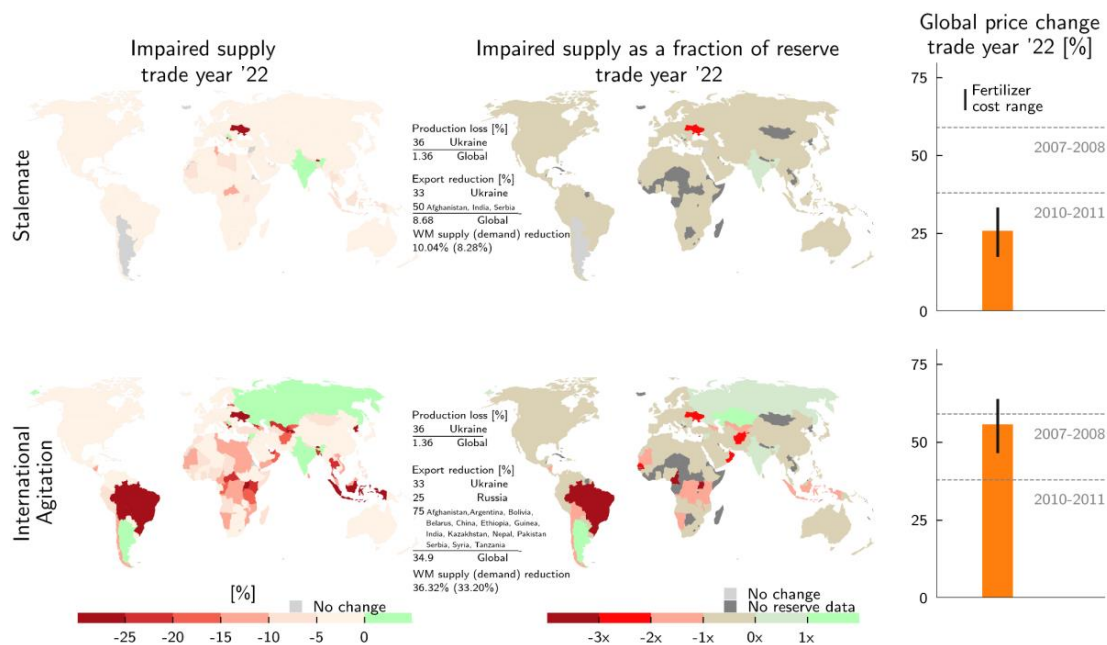 Impaired supply
trade year '22
Impaired supply as a fraction of reserve
trade year '22
Global price change
trade year '22 [%]
Stalemate
Production loss [%]
36 Ukraine
1.36 Global
Export reduction [%]
33 Ukraine
50 Afghanistan, India, Serbia
8.68 Global
WM supply (demand) reduction
10.04% (8.28%)
75
Fertilizer
cost range
2007-2008
50
2010-2011
25
0
International
Agitation
Production loss [%]
36 Ukraine
1.36 Global
Export reduction [%]
33 Ukraine
25 Russia
75 Afghanistan,Argentina, Bolivia,
Belarus, China, Ethiopia, Guinea,
India, Kazakhstan, Nepal, Pakistan
Serbia, Syria, Tanzania
34.9 Global
WM supply (demand) reduction
36.32% (33.20%)
75
2007-2008
50
2010-2011
25
0
[%]
No change
-25 -20 -15 -10 -5 0
No change
No reserve data
-3x -2x -1x 0x 1x